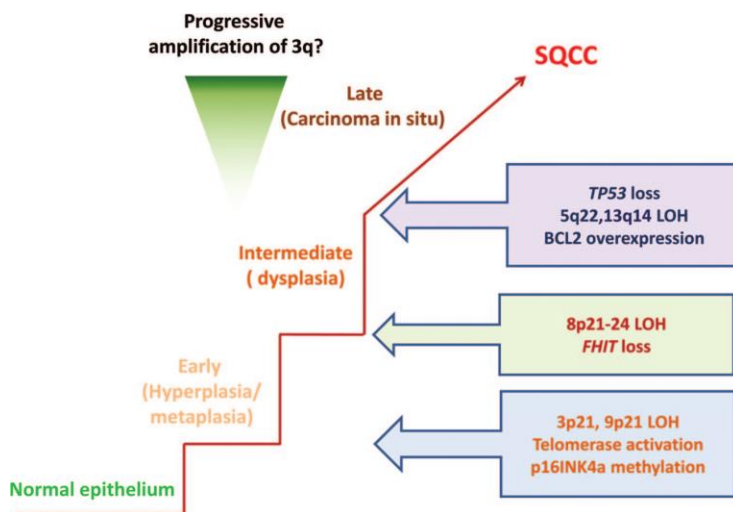 Progressive
amplification of 3q?
SQCC
Late
(Carcinoma in situ)
TP53 loss
5q22,13q14 LOH
BCL2 overexpression
Intermediate
( dysplasia)
8p21-24 LOH
FHIT loss
Early
(Hyperplasia/
metaplasia)
3p21, 9p21 LOH
Telomerase activation
p16INK4a methylation
Normal epithelium